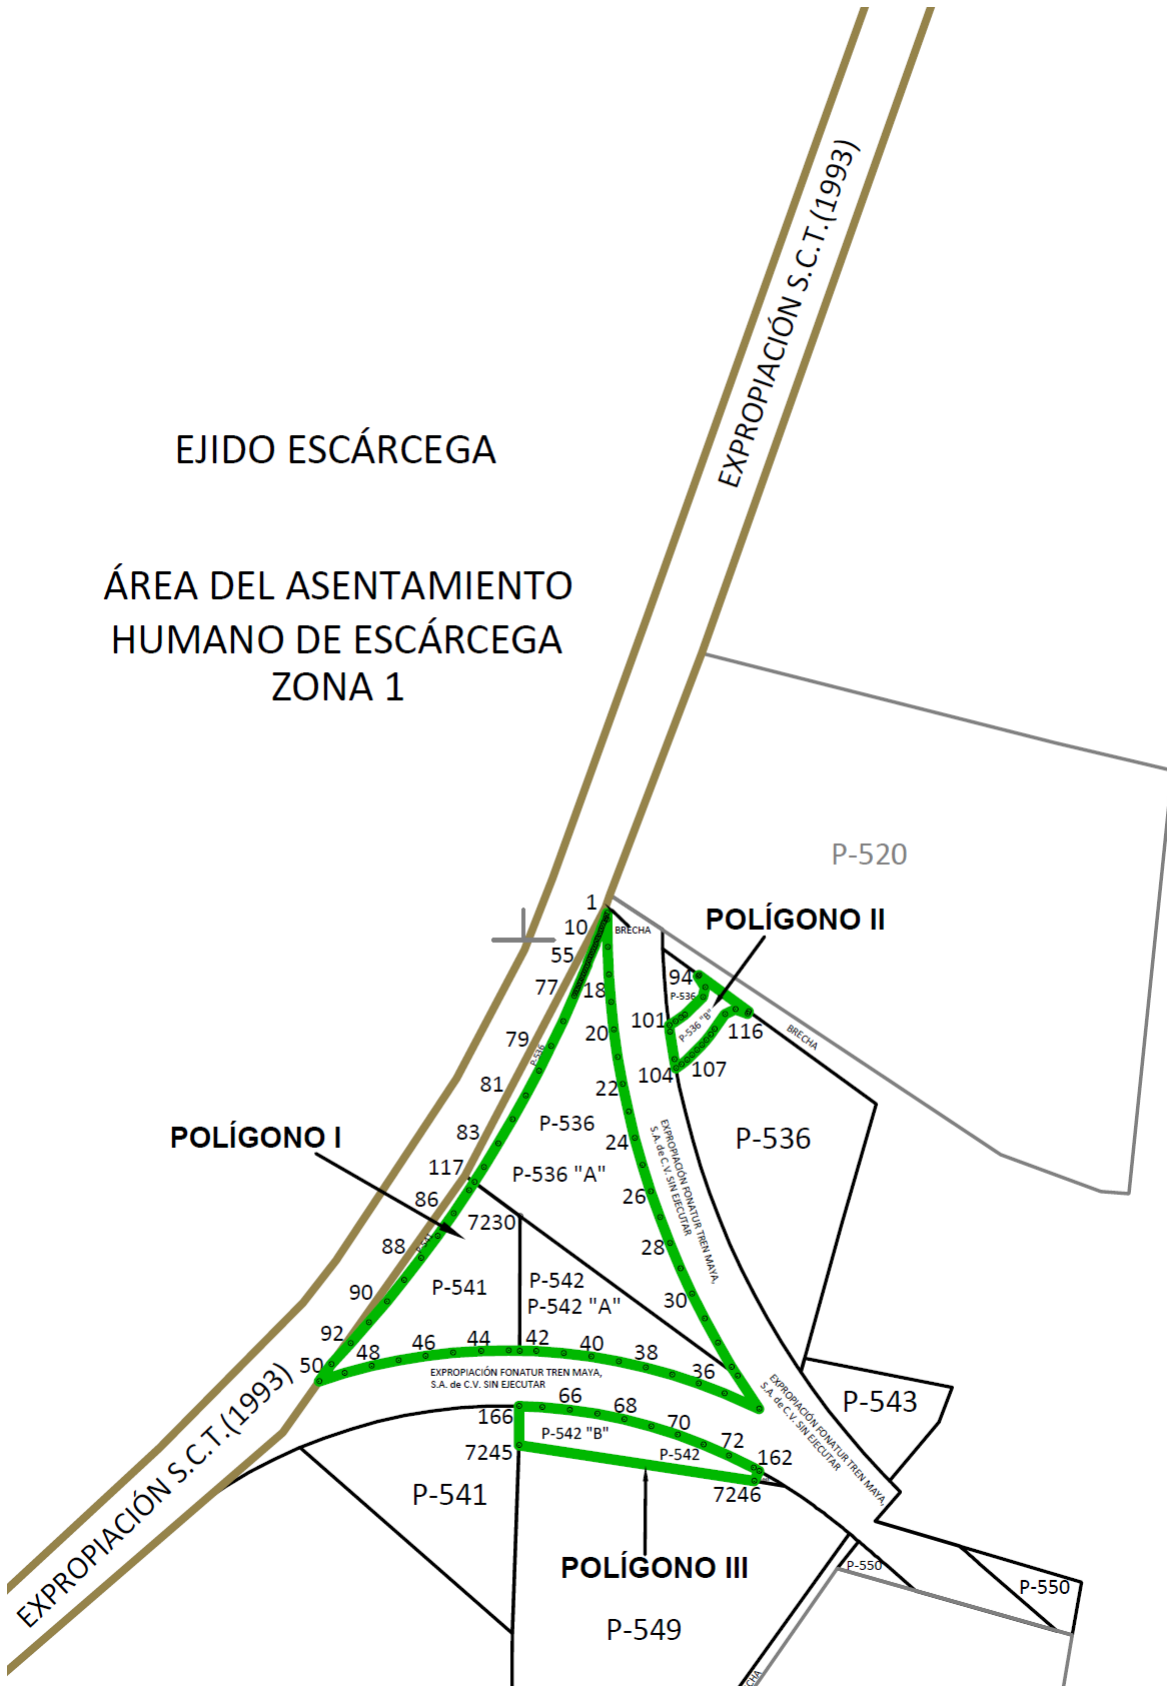 EXPROPIACIÓN S.C.T.(1993)
EJIDO ESCÁRCEGA
ÁREA DEL ASENTAMIENTO
HUMANO DE ESCÁRCEGA
ZONA 1
P-520
1
10
BRECHA
POLÍGONO II
55
77
18
94
P-536
101
P-536 "B"
116
BRECHA
20
79
P-536
104
107
81
22
83
P-536
24
P-536
EXPROPIACIÓN FONATUR TREN MAYA,
S.A. de C.V. SIN EJECUTAR
POLÍGONO I
117
P-536 "A"
86
26
7230
88
P-541
28
P-541
P-542
P-542 "A"
90
30
92
50
48
46
44
42
40
38
36
EXPROPIACIÓN FONATUR TREN MAYA,
S.A. de C.V. SIN EJECUTAR
EXPROPIACIÓN FONATUR TREN MAYA,
S.A. de C.V. SIN EJECUTAR
P-543
66
166
68
70
P-542 "B"
72
7245
P-542
162
7246
P-541
EXPROPIACIÓN S.C.T.(1993)
POLÍGONO III
P-550
P-550
P-549